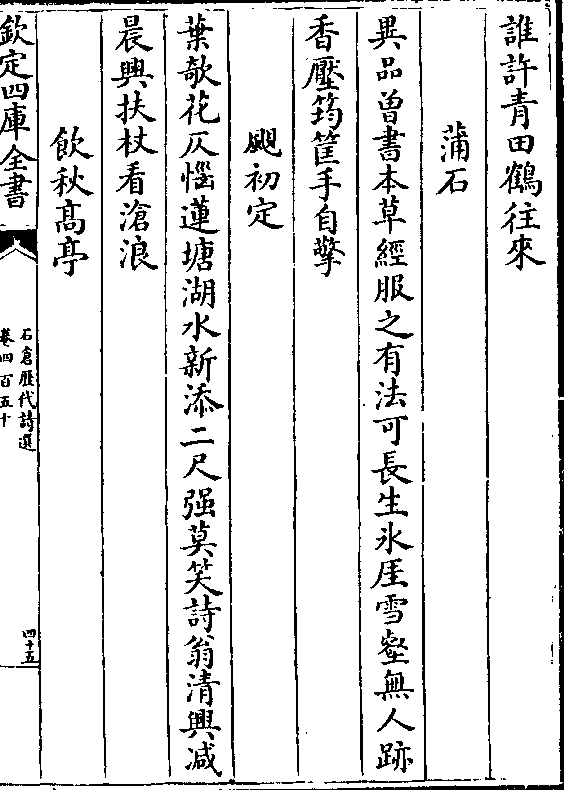 誰許青田鶴往來
蒲石
異品曾書本草經服之有法可長生氷厓雪壑無人跡
香壓筠筐手自擎
颶初定
葉欹花仄惱蓮塘湖水新添二尺强莫笑詩翁清興减
晨興扶杖看滄浪
飲秋髙亭
欽定四庫全書
石倉歷代詩選
卷四百五十
四十五